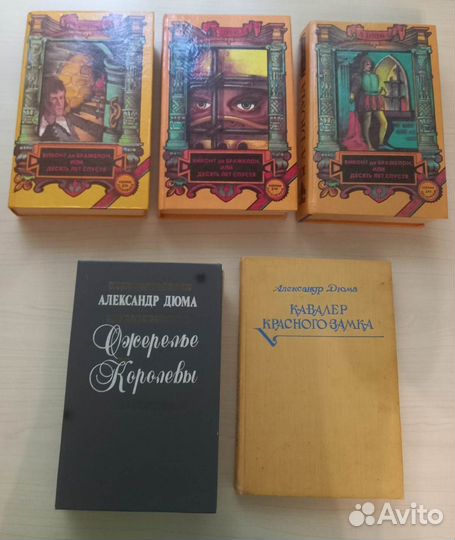 ВИКОНТ де БРАЖЕЛОН,
ИЛИ
ДЕСЯТЬ ЛЕТ СПУСТЯ
ВИКОНТ де БРАЖЕЛОН,
ИЛИ
ДЕСЯТЬ ЛЕТ СПУСТЯ
ВИКОНТ де БРАЖЕЛОН,
ИЛИ
ДЕСЯТЬ ЛЕТ СПУСТЯ
АЛЕКСАНДР ДЮМА
Ожерелье
Королевы
Александр Дюма
КАВАЛЕР
КРАСНОГО ЗАМКА
Avito